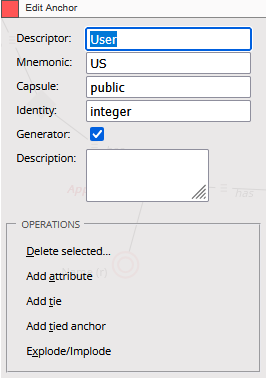 Edit Anchor
Descriptor: User
Mnemonic: US
Capsule: public
Identity: integer
Generator:
Description:
has
OPERATIONS
Delete selected...
Add attribute
Add tie
Add tied anchor
Explode/Implode